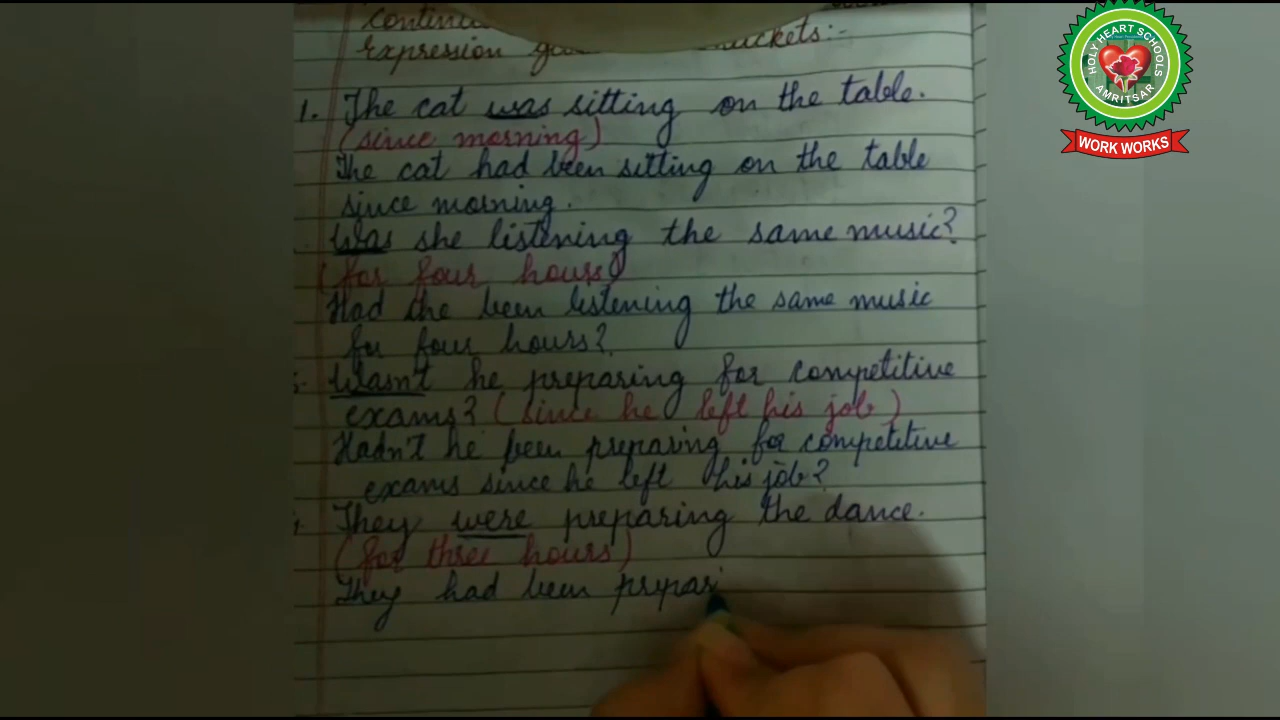 Expression
1. The cat was sitting on the table.
(since morning)
The cat had been sitting on the table
since morning.
Was she listening the same music?
(for four hours)
Had she been listening the same music
for four hours?
Wasn't he preparing for competitive
exams? (since he left his job)
Hadn't he been preparing for competitive
exams since he left his job?
They were preparing the dance.
(for three hours)
They had been prepari
HOLY HEART SCHOOLS
AMRITSAR
WORK WORKS